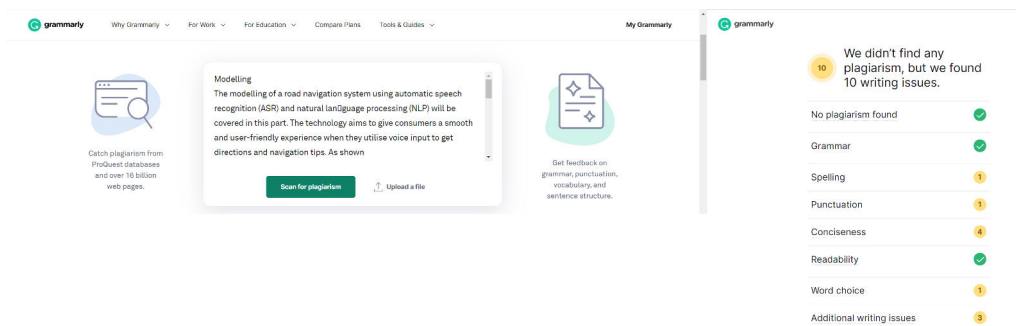 grammarly
Why Grammarly
For Work
For Education
Compare Plans
Tools & Guides
My Grammarly
Catch plagiarism from
ProQuest databases
and over 16 billion
web pages.
Modelling
The modelling of a road navigation system using automatic speech
recognition (ASR) and natural lan▯guage processing (NLP) will be
covered in this part. The technology aims to give consumers a smooth
and user-friendly experience when they utilise voice input to get
directions and navigation tips. As shown
Scan for plagiarism
Upload a file
Get feedback on
grammar, punctuation,
vocabulary, and
sentence structure.
grammarly
10
We didn't find any
plagiarism, but we found
10 writing issues.
No plagiarism found
Grammar
Spelling 1
Punctuation 1
Conciseness 4
Readability
Word choice 1
Additional writing issues 3